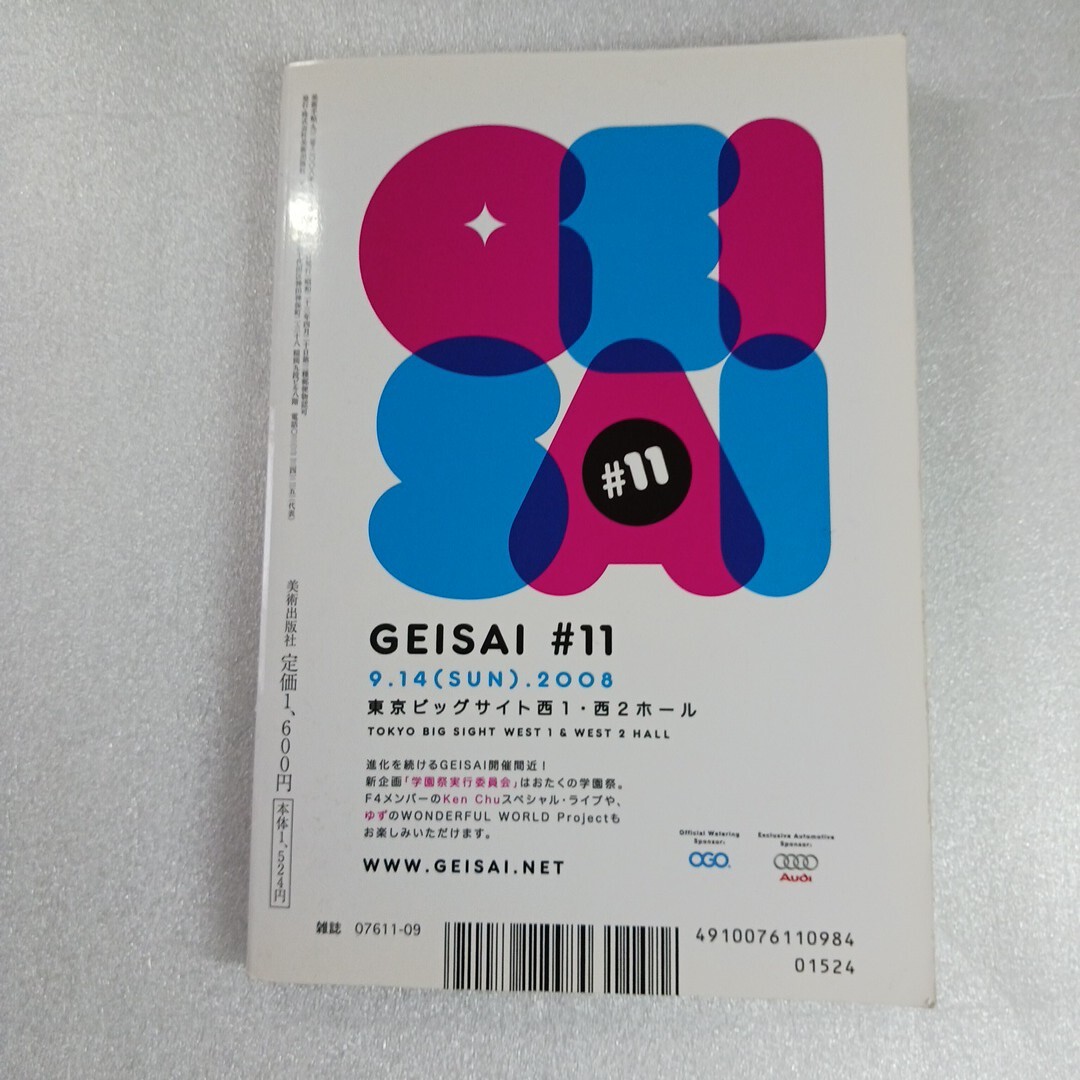 GEISAI
#11
GEISAI #11
9.14(SUN).2008
東京ビッグサイト西1・西2ホール
TOKYO BIG SIGHT WEST 1 & WEST 2 HALL
進化を続けるGEISAI開催間近！
新企画「学園祭実行委員会」はおたくの学園祭。
F4メンバーのKen Chuスペシャル・ライブや、
ゆずのWONDERFUL WORLD Projectも
お楽しみいただけます。
WWW.GEISAI.NET
Official Watering
Sponsor:
OGO
Exclusive Automotive
Sponsor:
Audi
美術出版社 定価1、600円
本体1、524円
雑誌 07611-09
4910076110984
01524